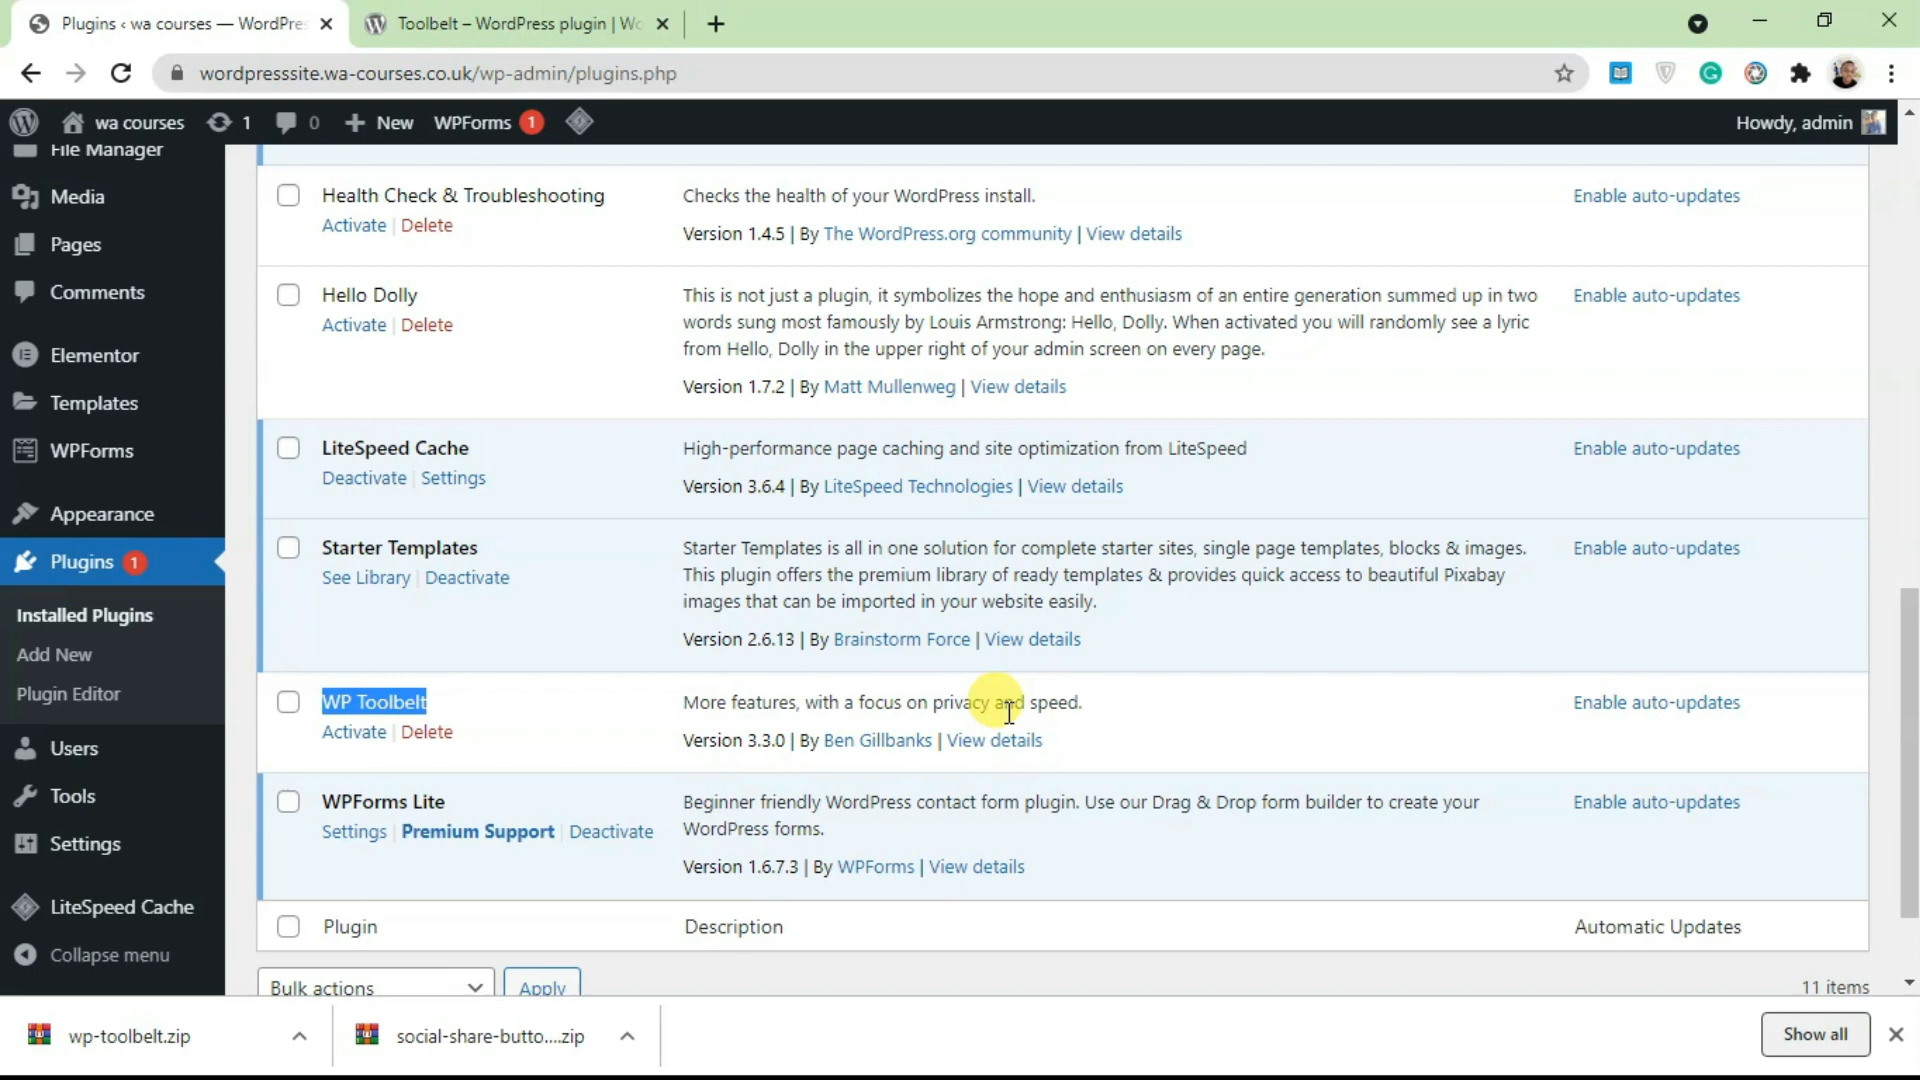 Plugins ‹ wa courses — WordPre
Toolbelt – WordPress plugin | Wo
wordpresssite.wa-courses.co.uk/wp-admin/plugins.php
wa courses
1
0
New
WPForms 1
Howdy, admin
File Manager
Media
Pages
Comments
Elementor
Templates
WPForms
Appearance
Plugins 1
Installed Plugins
Add New
Plugin Editor
Users
Tools
Settings
LiteSpeed Cache
Collapse menu
Health Check & Troubleshooting
Activate | Delete
Checks the health of your WordPress install.
Version 1.4.5 | By The WordPress.org community | View details
Enable auto-updates
Hello Dolly
Activate | Delete
This is not just a plugin, it symbolizes the hope and enthusiasm of an entire generation summed up in two
words sung most famously by Louis Armstrong: Hello, Dolly. When activated you will randomly see a lyric
from Hello, Dolly in the upper right of your admin screen on every page.
Version 1.7.2 | By Matt Mullenweg | View details
Enable auto-updates
LiteSpeed Cache
Deactivate | Settings
High-performance page caching and site optimization from LiteSpeed
Version 3.6.4 | By LiteSpeed Technologies | View details
Enable auto-updates
Starter Templates
See Library | Deactivate
Starter Templates is all in one solution for complete starter sites, single page templates, blocks & images.
This plugin offers the premium library of ready templates & provides quick access to beautiful Pixabay
images that can be imported in your website easily.
Version 2.6.13 | By Brainstorm Force | View details
Enable auto-updates
WP Toolbelt
Activate | Delete
More features, with a focus on privacy and speed.
Version 3.3.0 | By Ben Gillbanks | View details
Enable auto-updates
WPForms Lite
Settings | Premium Support | Deactivate
Beginner friendly WordPress contact form plugin. Use our Drag & Drop form builder to create your
WordPress forms.
Version 1.6.7.3 | By WPForms | View details
Enable auto-updates
Plugin
Description
Automatic Updates
Bulk actions
Apply
11 items
wp-toolbelt.zip
social-share-butto....zip
Show all